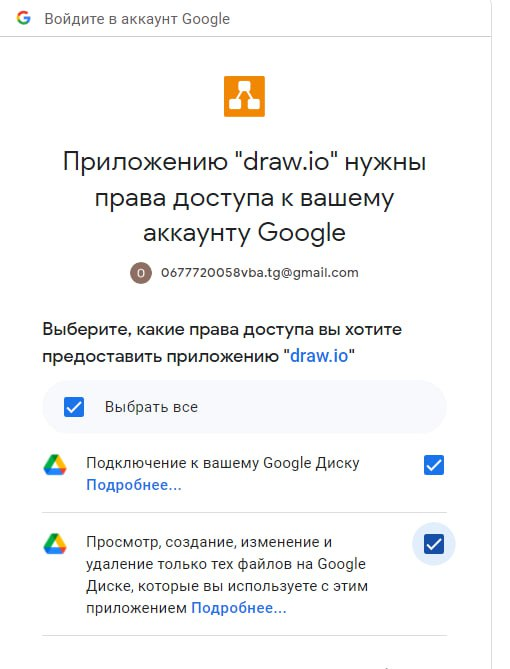 Войдите в аккаунт Google
Приложению "draw.io" нужны
права доступа к вашему
аккаунту Google
0
0677720058vba.tg@gmail.com
Выберите, какие права доступа вы хотите
предоставить приложению "draw.io"
Выбрать все
Подключение к вашему Google Диску
Подробнее...
Просмотр, создание, изменение и
удаление только тех файлов на Google
Диске, которые вы используете с этим
приложением Подробнее...